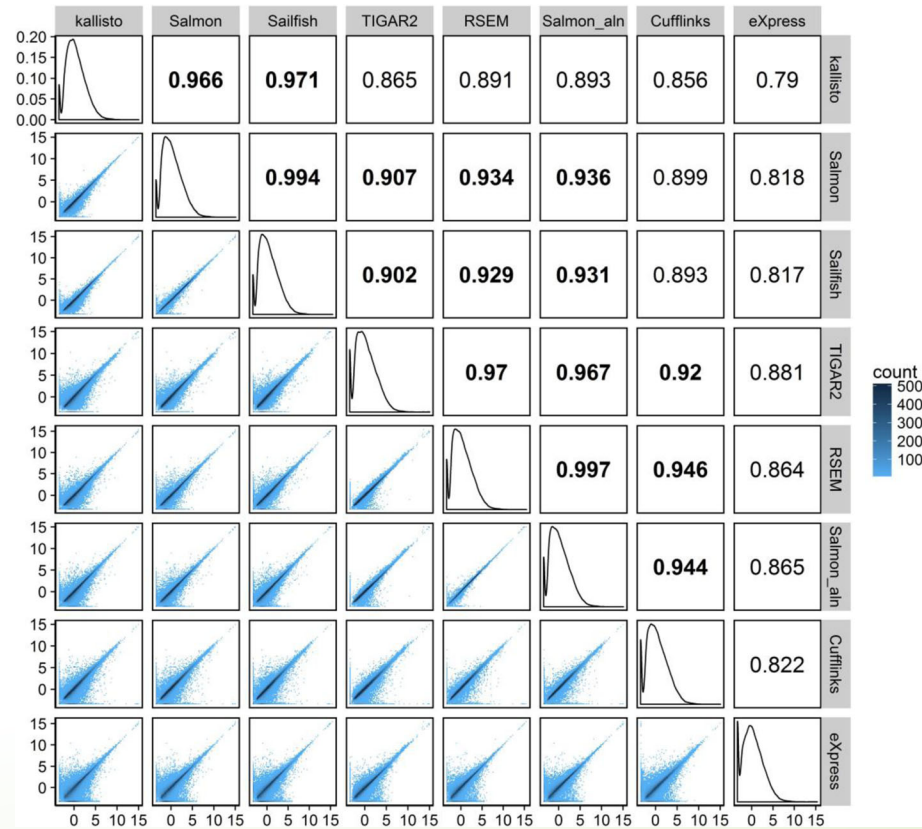 kallisto Salmon Sailfish TIGAR2 RSEM Salmon_aln Cufflinks eXpress
0.20
0.15
0.10
0.05
0.00
0.966 0.971 0.865 0.891 0.893 0.856 0.79
kallisto
15
10
5
0
0.994 0.907 0.934 0.936 0.899 0.818
Salmon
15
10
5
0
0.902 0.929 0.931 0.893 0.817
Sailfish
15
10
5
0
0.97 0.967 0.92 0.881
TIGAR2
15
10
5
0
0.997 0.946 0.864
RSEM
15
10
5
0
0.944 0.865
Salmon_aln
15
10
5
0
0.822
Cufflinks
15
10
5
0
eXpress
0 5 10 15 0 5 10 15 0 5 10 15 0 5 10 15 0 5 10 15 0 5 10 15 0 5 10 15 0 5 10 15
count
500
400
300
200
100